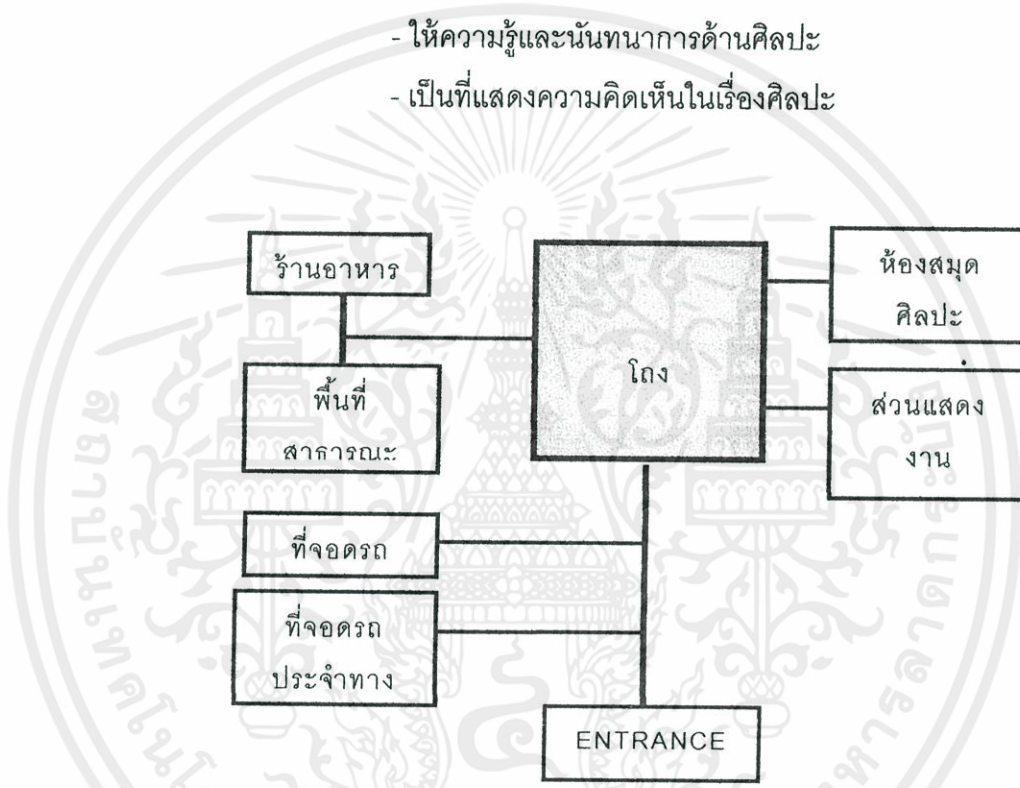 - ให้ความรู้และนันทนาการด้านศิลปะ
- เป็นที่แสดงความคิดเห็นในเรื่องศิลปะ
ร้านอาหาร
พื้นที่
สาธารณะ
โถง
ห้องสมุด
ศิลปะ
ส่วนแสดง
งาน
ที่จอดรถ
ที่จอดรถ
ประจำทาง
ENTRANCE